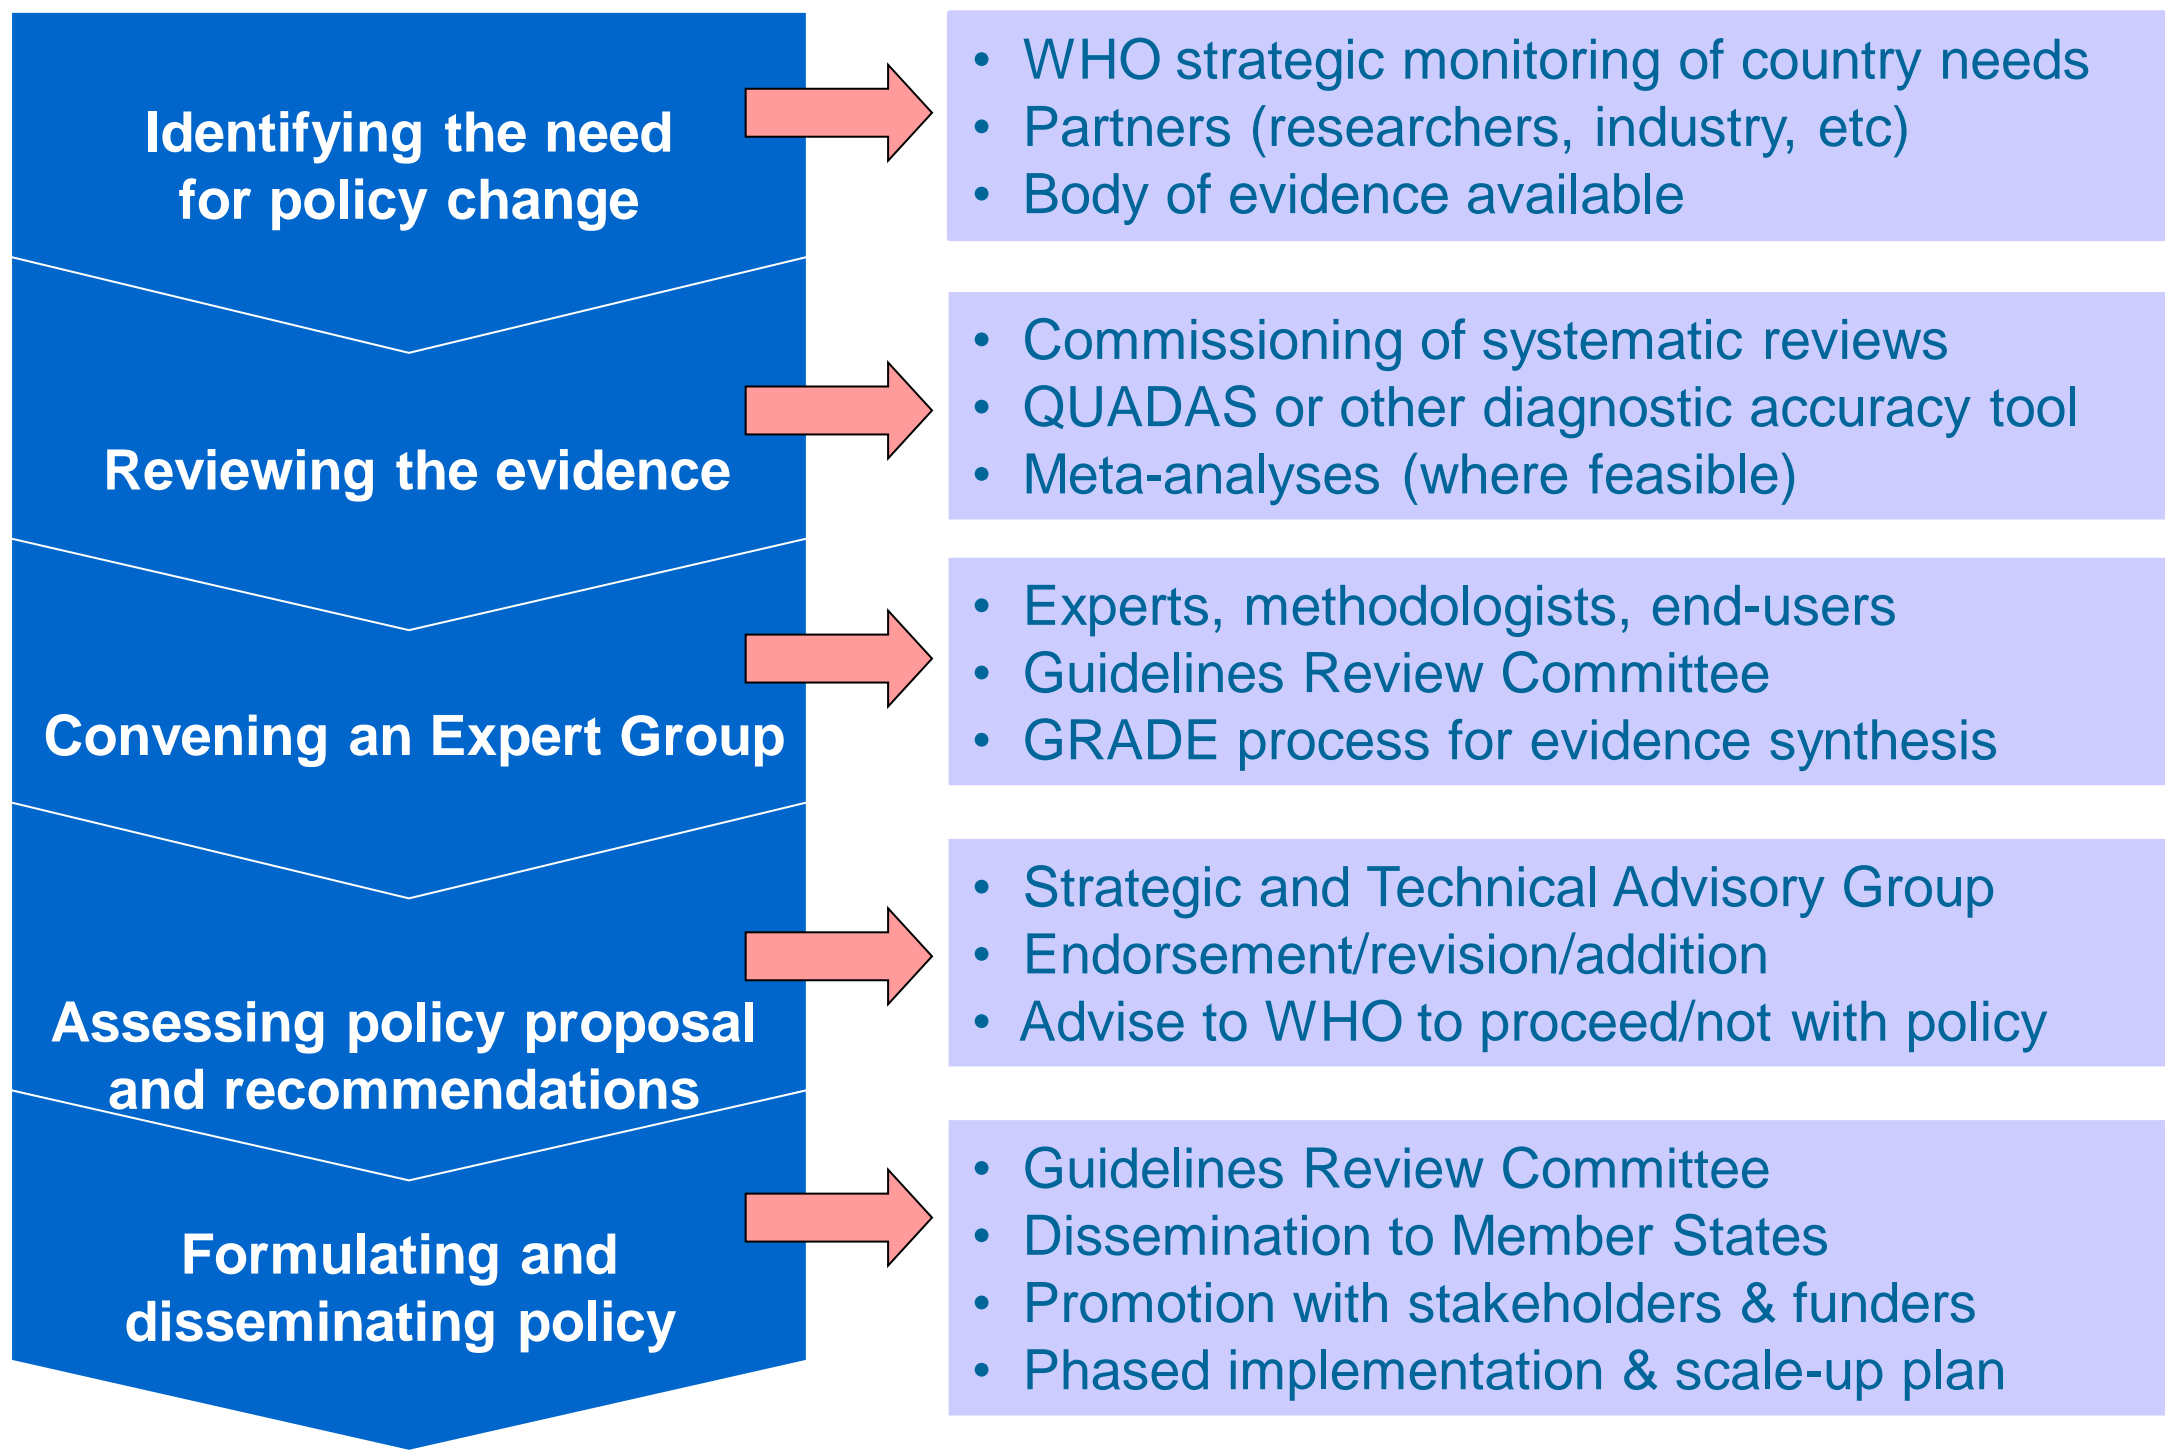 Identifying the need
for policy change
• WHO strategic monitoring of country needs
• Partners (researchers, industry, etc)
• Body of evidence available
Reviewing the evidence
• Commissioning of systematic reviews
• QUADAS or other diagnostic accuracy tool
• Meta-analyses (where feasible)
Convening an Expert Group
• Experts, methodologists, end-users
• Guidelines Review Committee
• GRADE process for evidence synthesis
Assessing policy proposal
and recommendations
• Strategic and Technical Advisory Group
• Endorsement/revision/addition
• Advise to WHO to proceed/not with policy
Formulating and
disseminating policy
• Guidelines Review Committee
• Dissemination to Member States
• Promotion with stakeholders & funders
• Phased implementation & scale-up plan